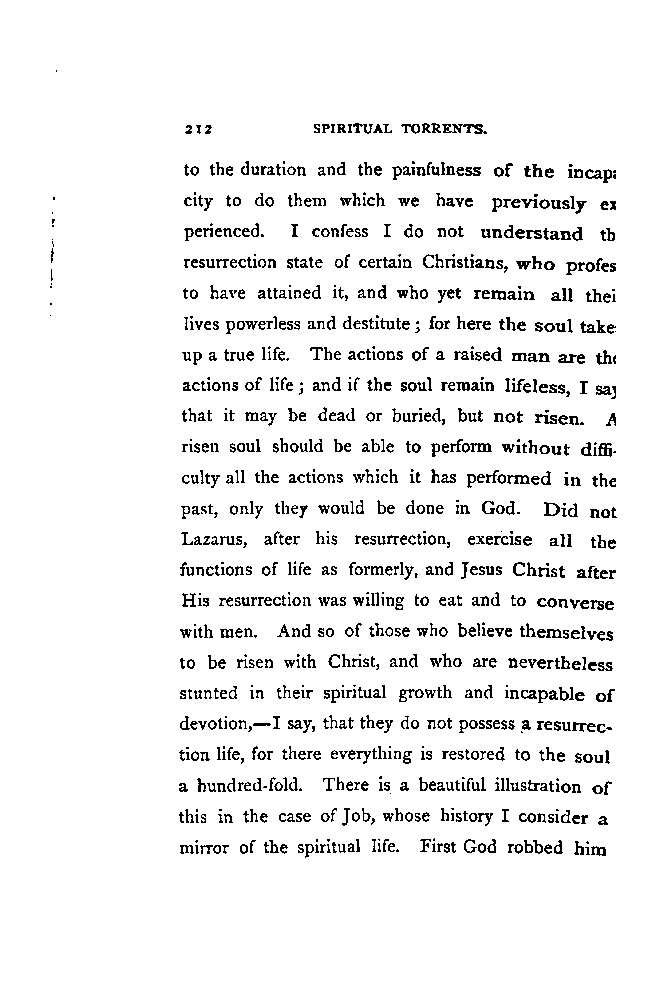 212 SPIRITUAL TORRENTS.
to the duration and the painfulness of the incapa
city to do them which we have previously ex
perienced. I confess I do not understand th
resurrection state of certain Christians, who profes
to have attained it, and who yet remain all thei
lives powerless and destitute ; for here the soul take
up a true life. The actions of a raised man are the
actions of life ; and if the soul remain lifeless, I say
that it may be dead or buried, but not risen. A
risen soul should be able to perform without diffi-
culty all the actions which it has performed in the
past, only they would be done in God. Did not
Lazarus, after his resurrection, exercise all the
functions of life as formerly, and Jesus Christ after
His resurrection was willing to eat and to converse
with men. And so of those who believe themselves
to be risen with Christ, and who are nevertheless
stunted in their spiritual growth and incapable of
devotion,—I say, that they do not possess a resurrec-
tion life, for there everything is restored to the soul
a hundred-fold. There is a beautiful illustration of
this in the case of Job, whose history I consider a
mirror of the spiritual life. First God robbed him